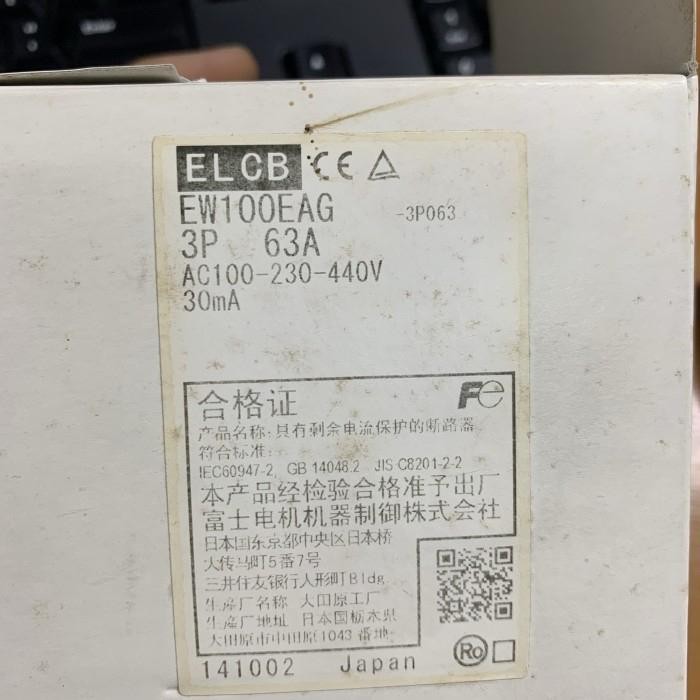 ELCB CE
EW100EAG -3P063
3P 63A
AC100-230-440V
30mA
合格证 Fe
产品名称: 具有剩余电流保护的断路器
符合标准:
IEC60947-2, GB 14048.2 JIS C8201-2-2
本产品经检验合格准予出厂
富士电机机器制御株式会社
日本国东京都中央区日本桥
大传马町5番7号
三井住友银行人形町Bldg.
生产厂名称 大田原工厂
生产厂地址 日本国栃木県
大田原市中田原1043番地
Ro
141002 Japan